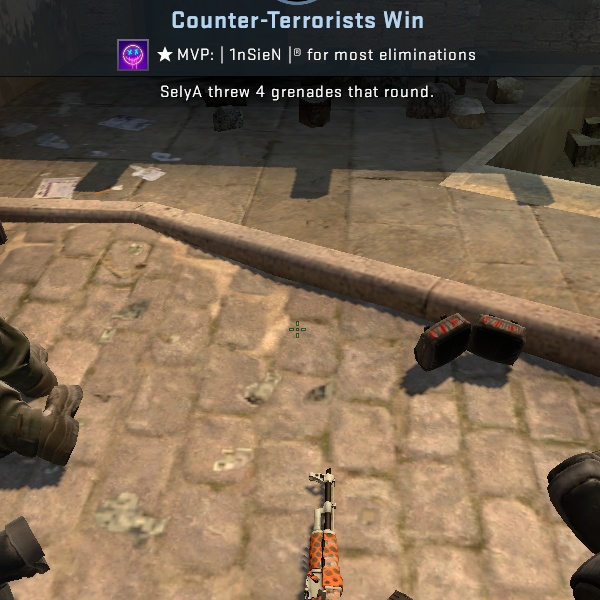 Counter-Terrorists Win
★ MVP: | 1nSieN |® for most eliminations
SelyA threw 4 grenades that round.